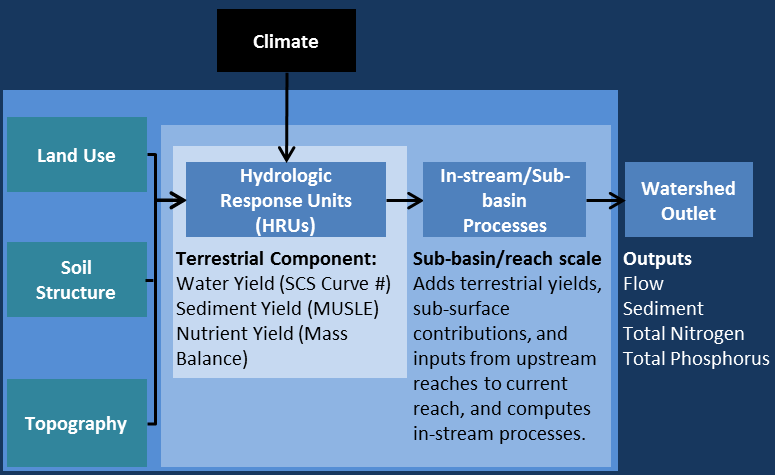 Climate
Land Use
Soil
Structure
Topography
Hydrologic
Response Units
(HRUs)
Terrestrial Component:
Water Yield (SCS Curve #)
Sediment Yield (MUSLE)
Nutrient Yield (Mass
Balance)
In-stream/Sub-
basin
Processes
Sub-basin/reach scale
Adds terrestrial yields,
sub-surface
contributions, and
inputs from upstream
reaches to current
reach, and computes
in-stream processes.
Watershed
Outlet
Outputs
Flow
Sediment
Total Nitrogen
Total Phosphorus